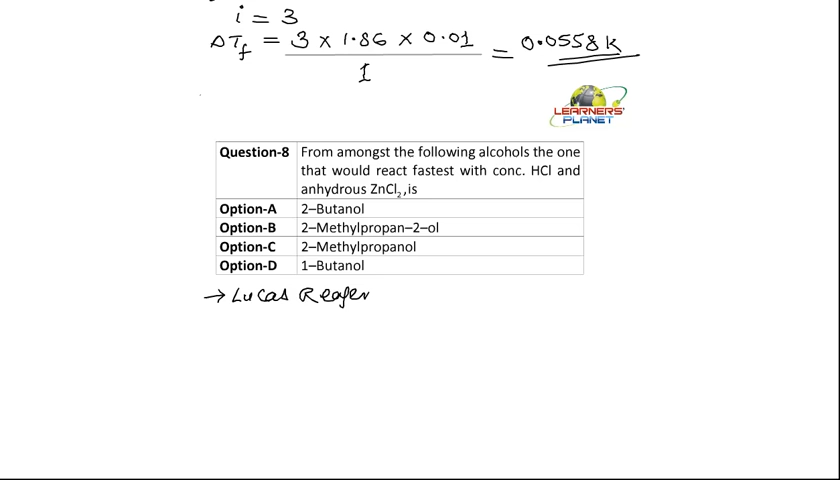 i = 3
ΔTf = 3 × 1.86 × 0.01 = 0.0558 K
1
LEARNERS'
PLANET
Question-8 From amongst the following alcohols the one
that would react fastest with conc. HCl and
anhydrous ZnCl2,is
Option-A 2–Butanol
Option-B 2–Methylpropan–2–ol
Option-C 2–Methylpropanol
Option-D 1–Butanol
→ Lucas Reagen